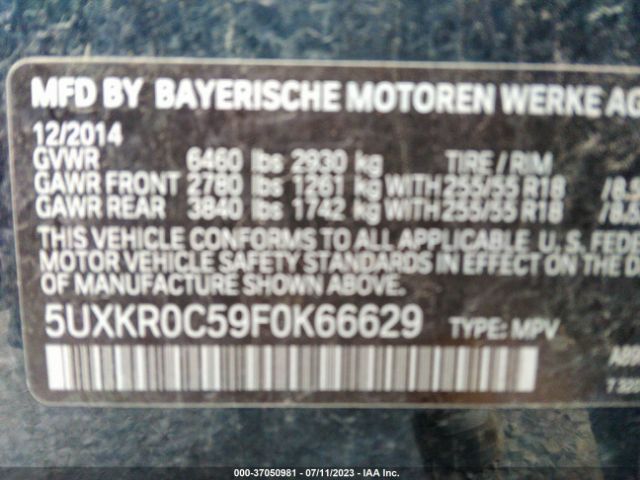 MFD BY BAYERISCHE MOTOREN WERKE AG
12/2014
GVWR 6460 lbs 2930 kg TIRE / RIM
GAWR FRONT 2780 lbs 1261 kg WITH 255/55 R18
GAWR REAR 3840 lbs 1742 kg WITH 255/55 R18
THIS VEHICLE CONFORMS TO ALL APPLICABLE U.S. FEDE
MOTOR VEHICLE SAFETY STANDARDS IN EFFECT ON THE D
OF MANUFACTURE SHOWN ABOVE.
5UXKR0C59F0K66629 TYPE: MPV
000-37050981 - 07/11/2023 - IAA Inc.